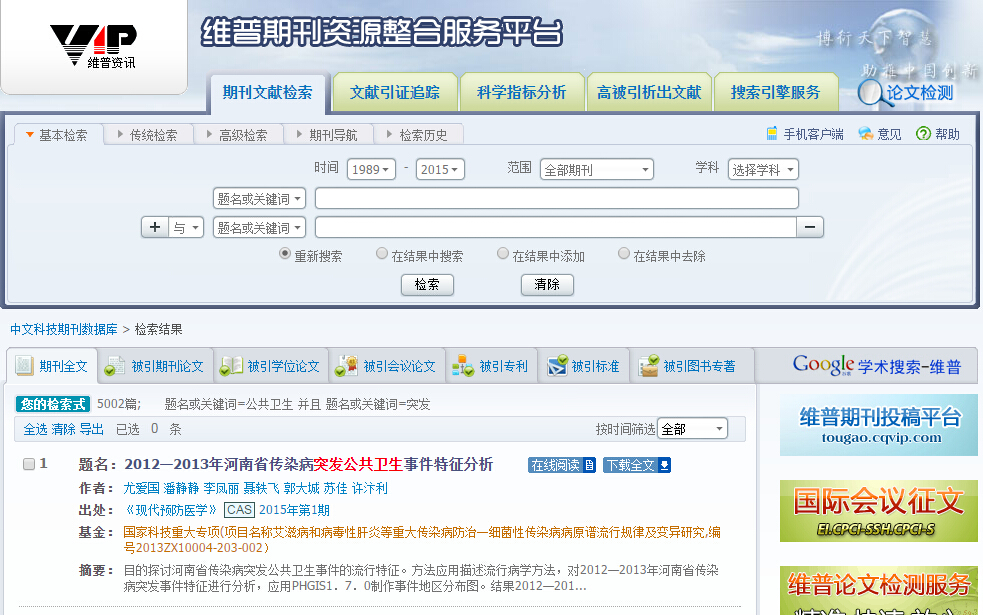 VIP
维普资讯
维普期刊资源整合服务平台
博衍天下智慧
助推中国创新
期刊文献检索 文献引证追踪 科学指标分析 高被引析出文献 搜索引擎服务 论文检测
基本检索 传统检索 高级检索 期刊导航 检索历史 手机客户端 意见 帮助
时间 1989 - 2015 范围 全部期刊 学科 选择学科
题名或关键词
+ 与 题名或关键词 −
重新搜索 在结果中搜索 在结果中添加 在结果中去除
检索 清除
中文科技期刊数据库 > 检索结果
期刊全文 被引期刊论文 被引学位论文 被引会议论文 被引专利 被引标准 被引图书专著 Google 学术搜索-维普
您的检索式 5002篇; 题名或关键词=公共卫生 并且 题名或关键词=突发
全选 清除 导出 已选 0 条 按时间筛选 全部
1 题名：2012—2013年河南省传染病突发公共卫生事件特征分析 在线阅读 下载全文
作者：尤爱国 潘静静 李凤丽 聂轶飞 郭大城 苏佳 许汴利
出处：《现代预防医学》 CAS 2015年第1期
基金：国家科技重大专项(项目名称艾滋病和病毒性肝炎等重大传染病防治一细菌性传染病病原谱流行规律及变异研究,编
号2013ZX10004-203-002）
摘要：目的探讨河南省传染病突发公共卫生事件的流行特征。方法应用描述流行病学方法，对2012—2013年河南省传染
病突发事件特征进行分析，应用PHGIS1．7．0制作事件地区分布图。结果2012—201...
维普期刊投稿平台
tougao.cqvip.com
国际会议征文
EI.CPCI-SSH.CPCI-S
维普论文检测服务